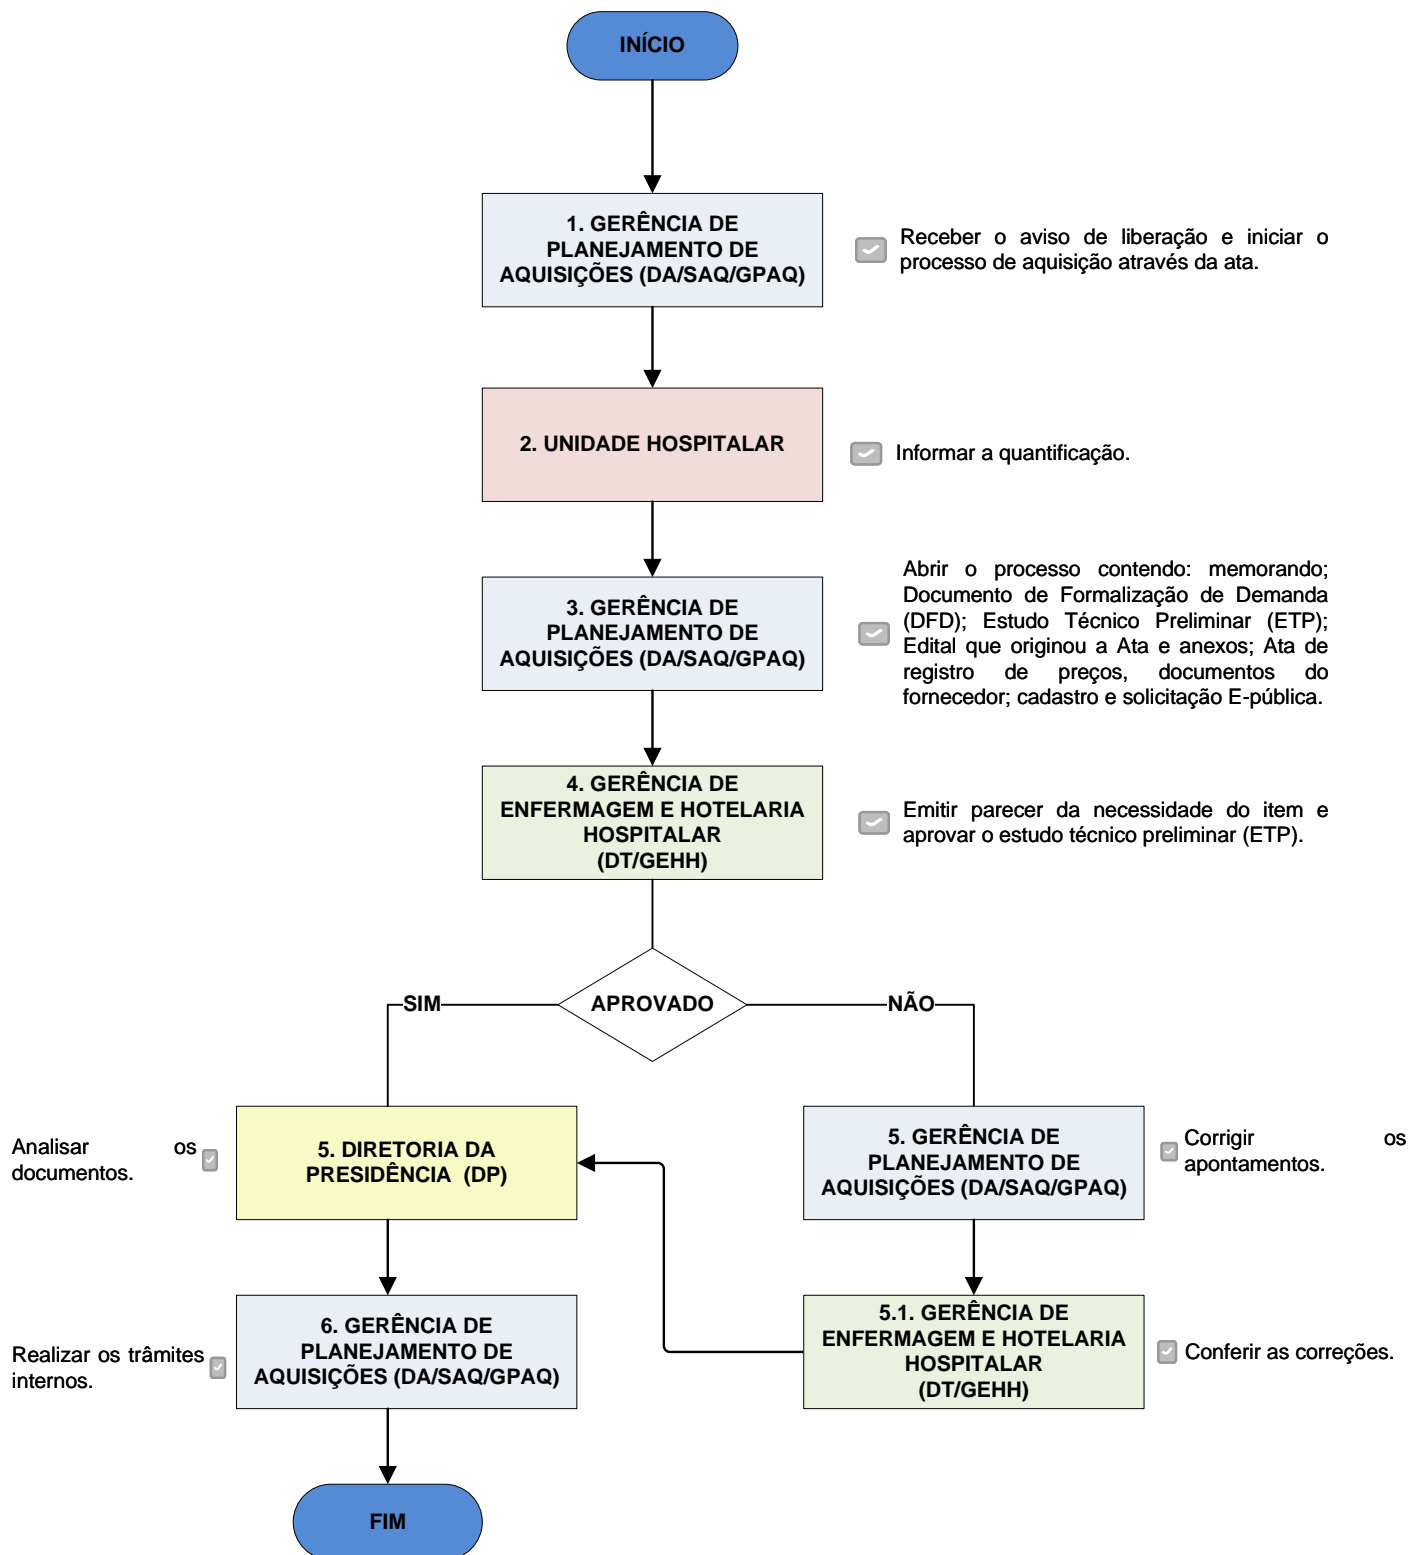 INÍCIO
1. GERÊNCIA DE
PLANEJAMENTO DE
AQUISIÇÕES (DA/SAQ/GPAQ)
Receber o aviso de liberação e iniciar o
processo de aquisição através da ata.
2. UNIDADE HOSPITALAR
Informar a quantificação.
3. GERÊNCIA DE
PLANEJAMENTO DE
AQUISIÇÕES (DA/SAQ/GPAQ)
Abrir o processo contendo: memorando;
Documento de Formalização de Demanda
(DFD); Estudo Técnico Preliminar (ETP);
Edital que originou a Ata e anexos; Ata de
registro de preços, documentos do
fornecedor; cadastro e solicitação E-pública.
4. GERÊNCIA DE
ENFERMAGEM E HOTELARIA
HOSPITALAR
(DT/GEHH)
Emitir parecer da necessidade do item e
aprovar o estudo técnico preliminar (ETP).
SIM
APROVADO
NÃO
Analisar os
documentos.
5. DIRETORIA DA
PRESIDÊNCIA (DP)
5. GERÊNCIA DE
PLANEJAMENTO DE
AQUISIÇÕES (DA/SAQ/GPAQ)
Corrigir os
apontamentos.
Realizar os trâmites
internos.
6. GERÊNCIA DE
PLANEJAMENTO DE
AQUISIÇÕES (DA/SAQ/GPAQ)
5.1. GERÊNCIA DE
ENFERMAGEM E HOTELARIA
HOSPITALAR
(DT/GEHH)
Conferir as correções.
FIM